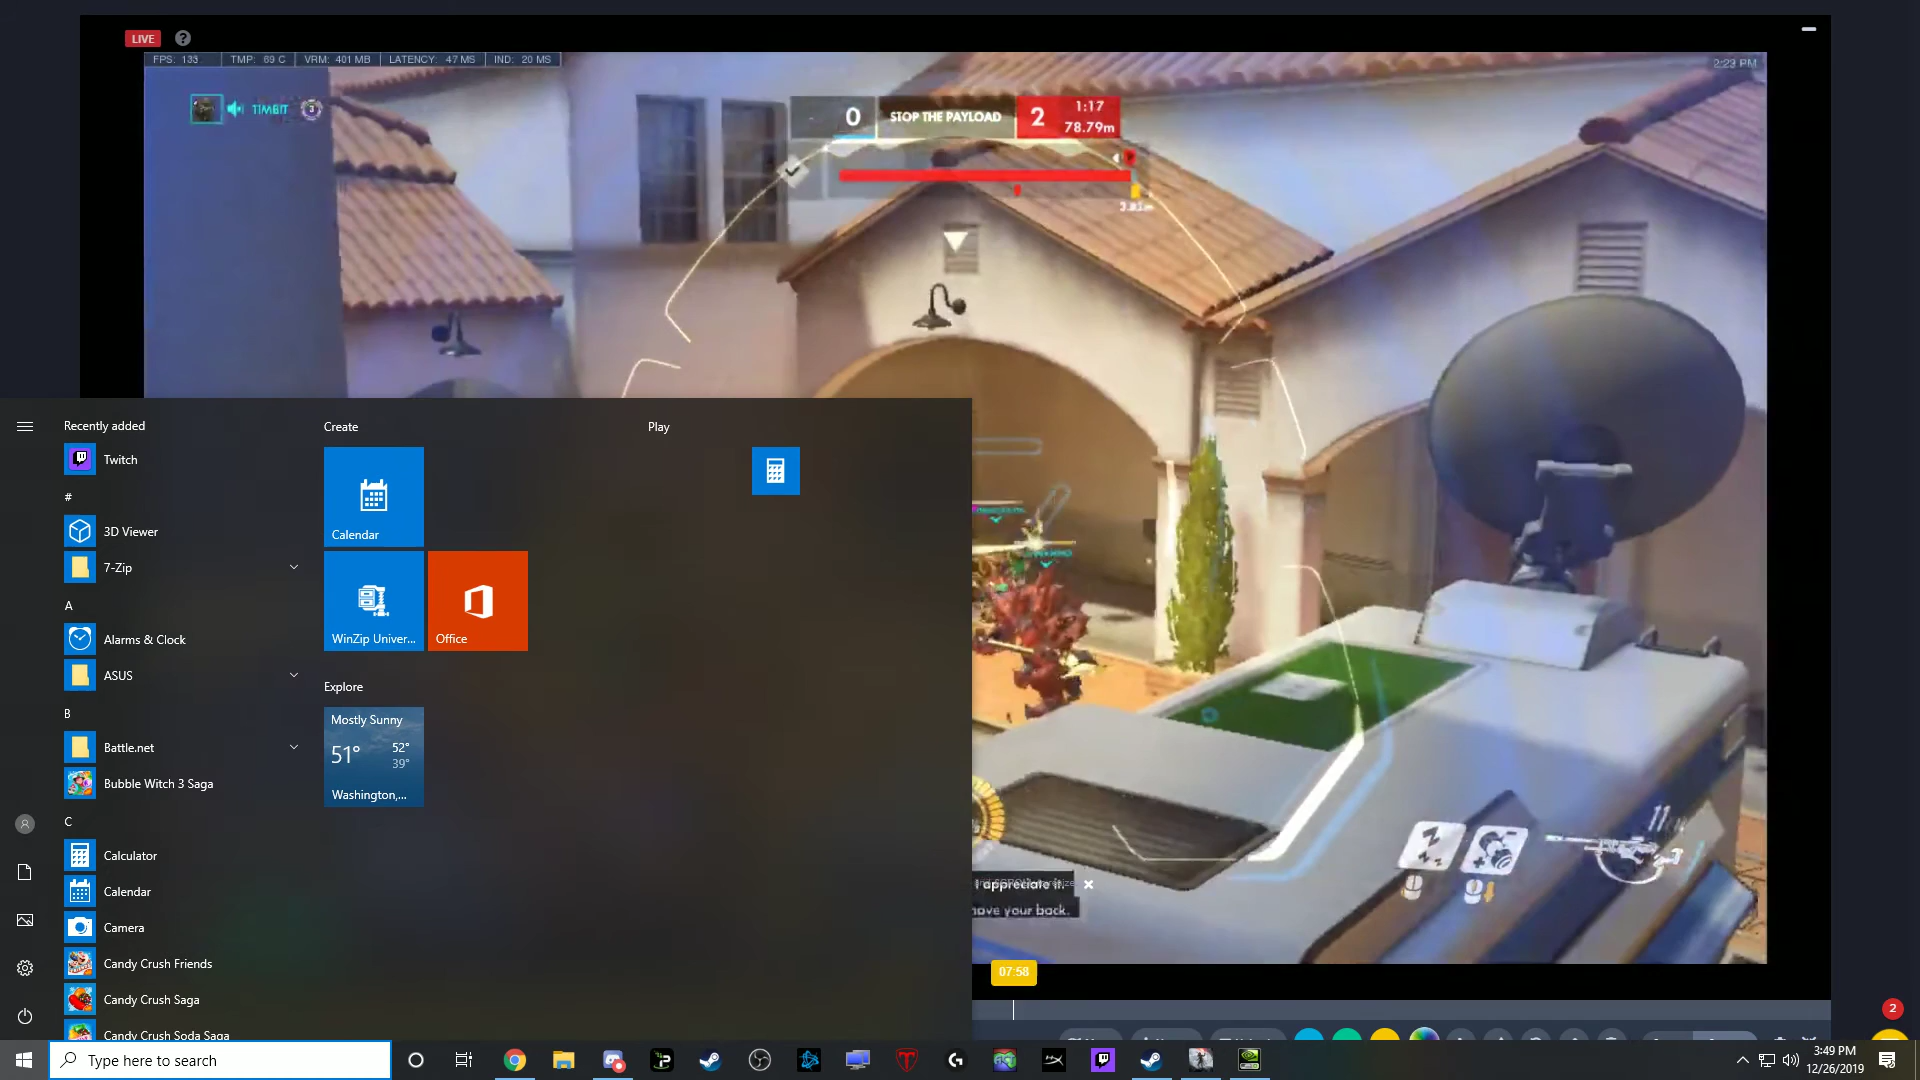 LIVE
?
FPS: 133 TMP: 69 C VRM: 401 MB LATENCY: 47 MS IND: 20 MS
2:23 PM
TIMBIT 3
0 STOP THE PAYLOAD 2 1:17
78.79m
3.81m
Recently added
Twitch
#
3D Viewer
7-Zip
A
Alarms & Clock
ASUS
B
Battle.net
Bubble Witch 3 Saga
C
Calculator
Calendar
Camera
Candy Crush Friends
Candy Crush Saga
Candy Crush Soda Saga
Create
Calendar
WinZip Univer...
Office
Explore
Mostly Sunny
51° 52°
39°
Washington,...
Play
I appreciate it.
have your back.
07:58
2
Type here to search
3:49 PM
12/26/2019